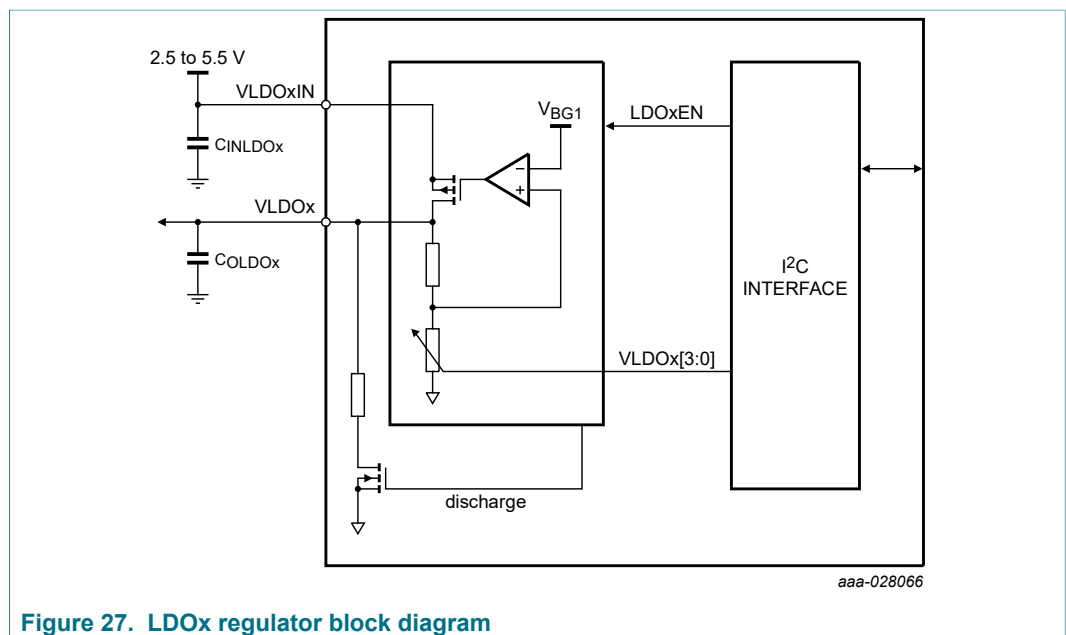 2.5 to 5.5 V
VLDOxIN
CINLDOx
VLDOx
COLDOx
VBG1
−
+
LDOxEN
I2C
INTERFACE
VLDOx[3:0]
discharge
aaa-028066
Figure 27. LDOx regulator block diagram